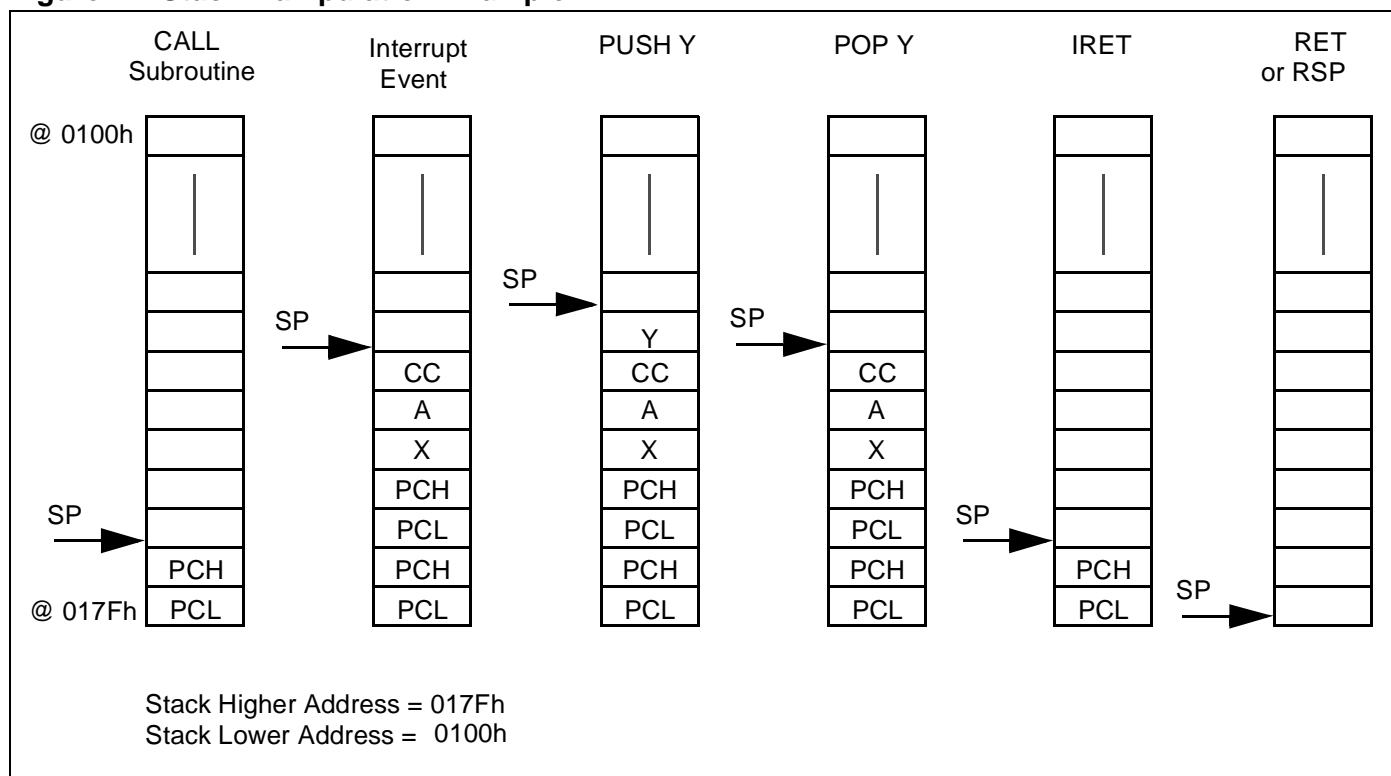 CALL
Subroutine
Interrupt
Event
PUSH Y
POP Y
IRET
RET
or RSP
@ 0100h
SP
SP
SP
Y
CC
CC
CC
A
A
A
X
X
X
PCH
PCH
PCH
SP
SP
PCL
PCL
PCL
PCH
PCH
PCH
PCH
PCH
SP
@ 017Fh
PCL
PCL
PCL
PCL
PCL
Stack Higher Address = 017Fh
Stack Lower Address = 0100h